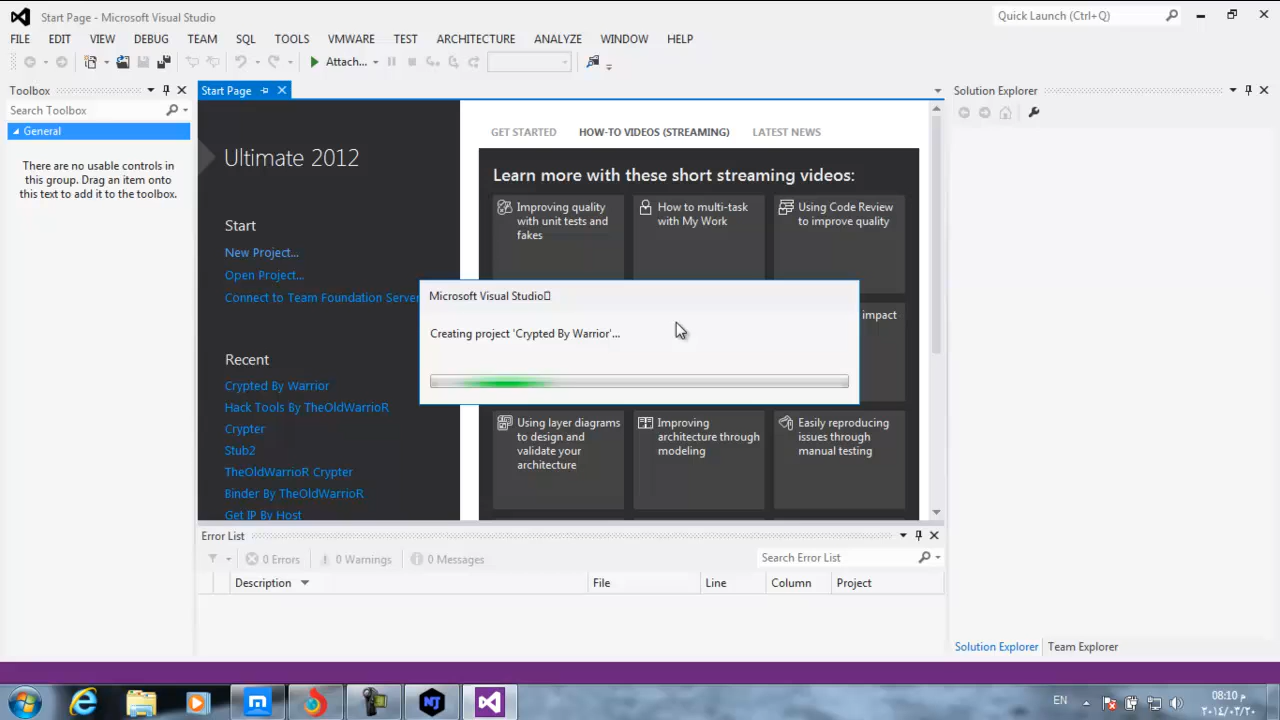 Start Page - Microsoft Visual Studio
Quick Launch (Ctrl+Q)
FILE EDIT VIEW DEBUG TEAM SQL TOOLS VMWARE TEST ARCHITECTURE ANALYZE WINDOW HELP
Attach...
Toolbox
Search Toolbox
General
There are no usable controls in
this group. Drag an item onto
this text to add it to the toolbox.
Start Page
Ultimate 2012
Start
New Project...
Open Project...
Connect to Team Foundation Server
Recent
Crypted By Warrior
Hack Tools By TheOldWarrioR
Crypter
Stub2
TheOldWarrioR Crypter
Binder By TheOldWarrioR
Get IP By Host
GET STARTED HOW-TO VIDEOS (STREAMING) LATEST NEWS
Learn more with these short streaming videos:
Improving quality
with unit tests and
fakes
How to multi-task
with My Work
Using Code Review
to improve quality
impact
Microsoft Visual Studio
Creating project 'Crypted By Warrior'...
Using layer diagrams
to design and
validate your
architecture
Improving
architecture through
modeling
Easily reproducing
issues through
manual testing
Error List
0 Errors 0 Warnings 0 Messages
Search Error List
Description File Line Column Project
Solution Explorer
Solution Explorer Team Explorer
EN
08:10 م
٢٠١٤/٠٣/٢٠